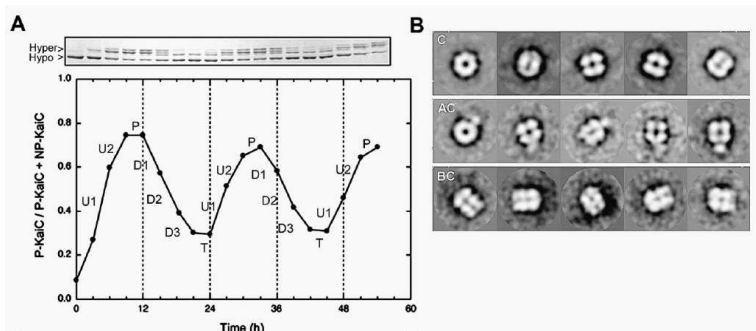 A
Hyper>
Hypo>
P-KaiC / P-KaiC + NP-KaiC
1.0
0.8
0.6
0.4
0.2
0.0
U1
U2
P
D1
D2
D3
T
U1
U2
P
D1
D2
D3
T
U1
U2
P
0
12
24
36
48
60
Time (h)
B
C
AC
BC